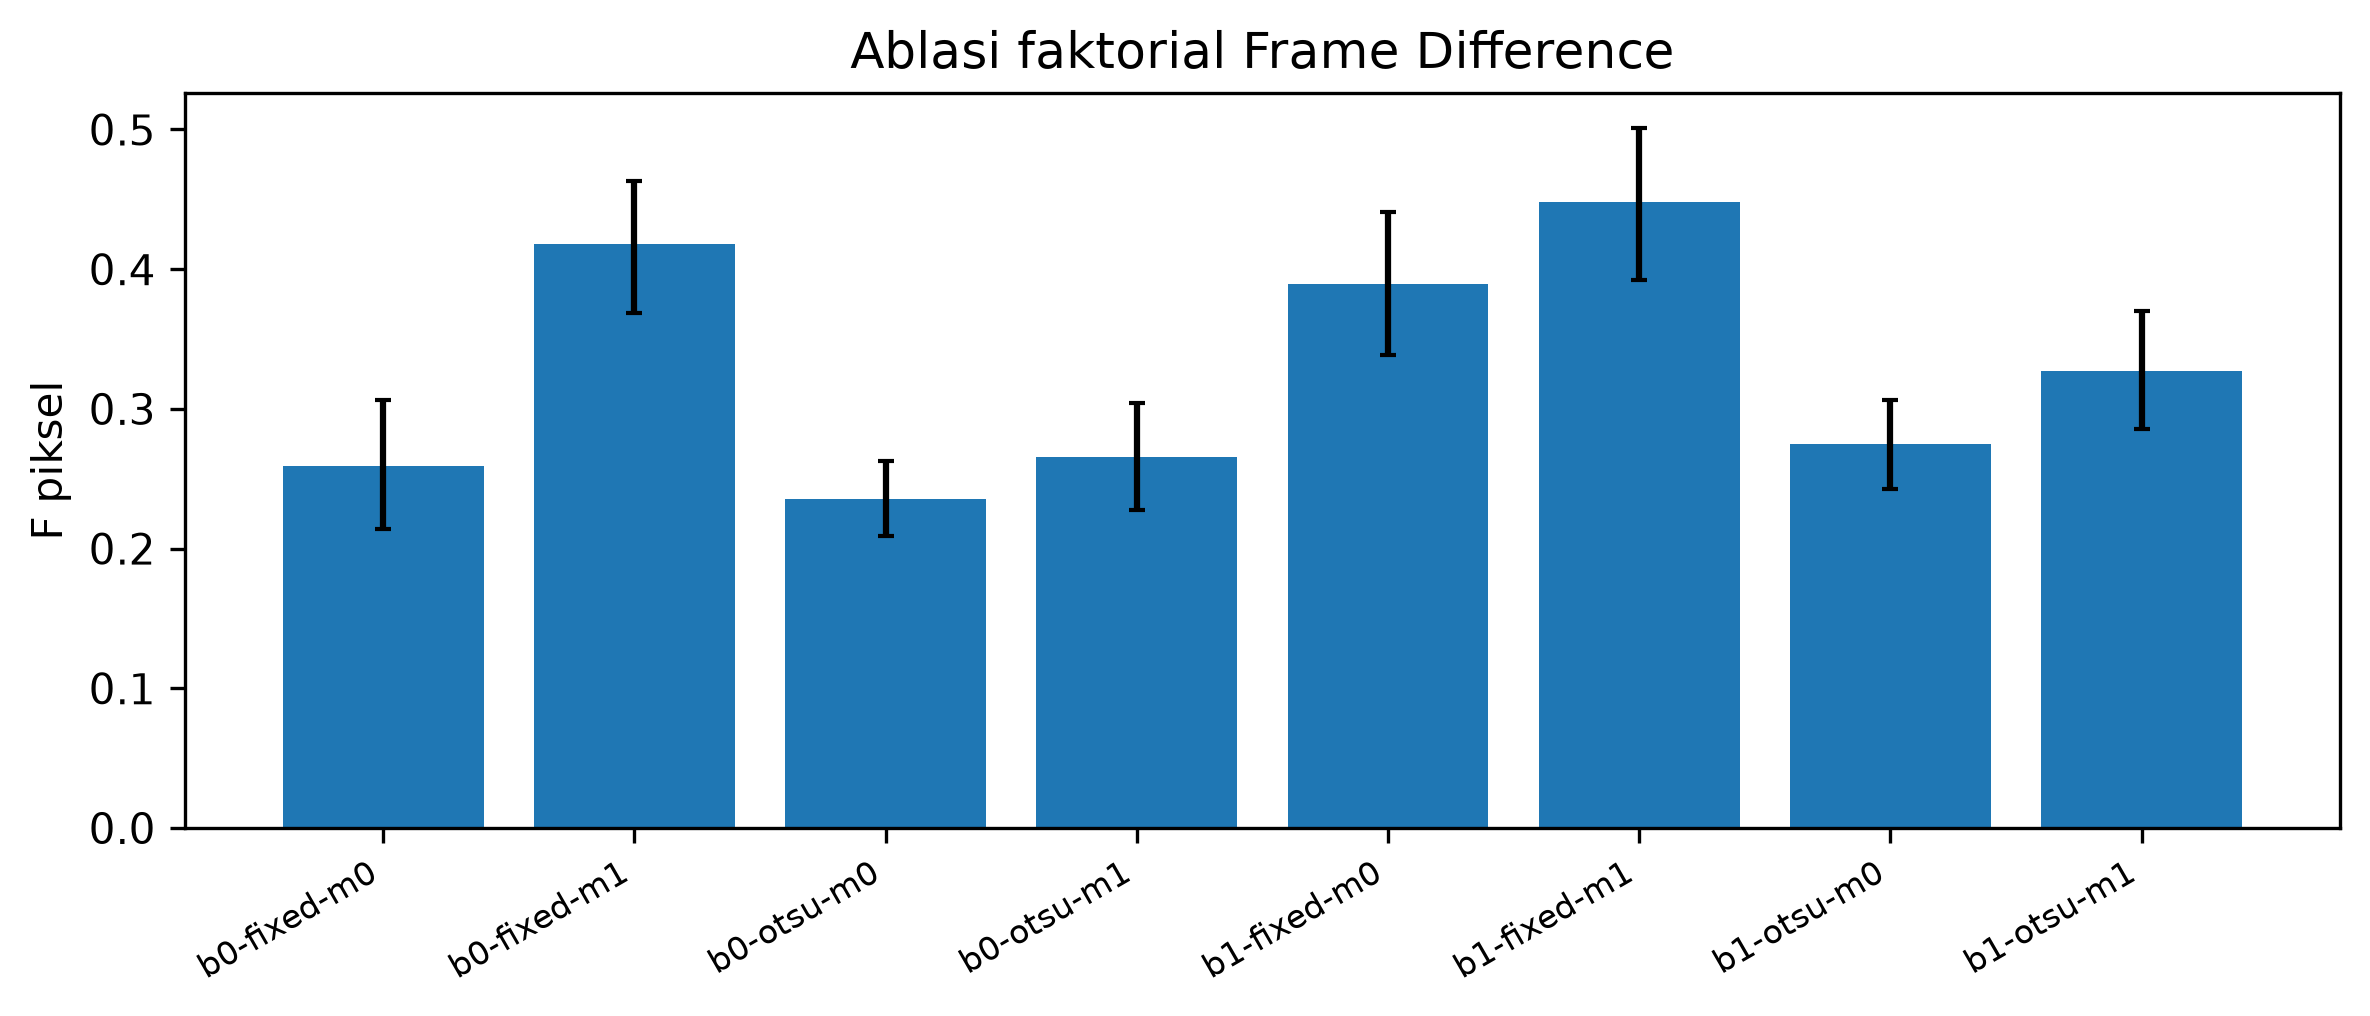 Ablasi faktorial Frame Difference
F piksel
0.5
0.4
0.3
0.2
0.1
0.0
b0-fixed-m0
b0-fixed-m1
b0-otsu-m0
b0-otsu-m1
b1-fixed-m0
b1-fixed-m1
b1-otsu-m0
b1-otsu-m1